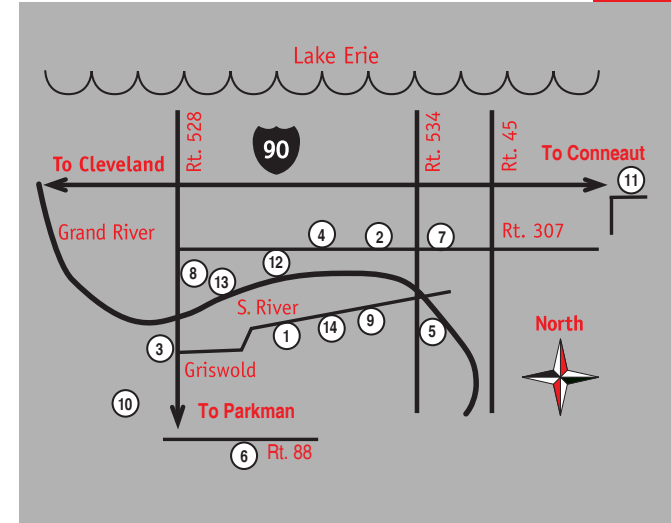 Lake Erie
Rt. 528
90
Rt. 534
Rt. 45
To Cleveland
To Conneaut
11
Grand River
4
2
7
Rt. 307
8
13
12
S. River
1
14
9
5
North
3
Griswold
10
To Parkman
6
Rt. 88